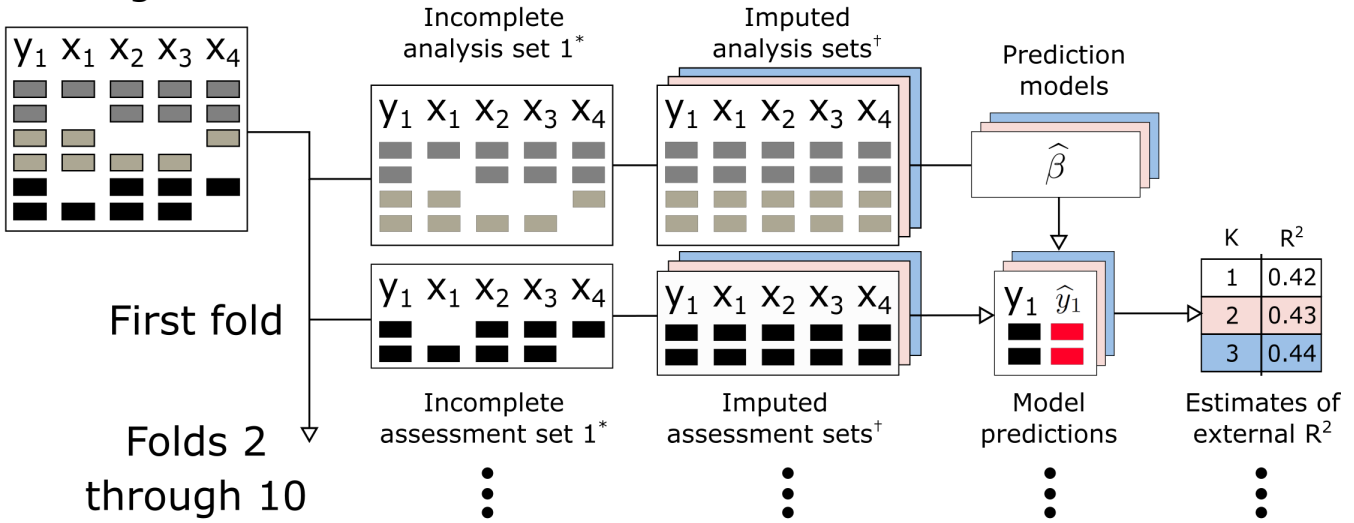 y₁ x₁ x₂ x₃ x₄
Incomplete
analysis set 1*
y₁ x₁ x₂ x₃ x₄
Imputed
analysis sets†
y₁ x₁ x₂ x₃ x₄
Prediction
models
β̂
First fold
y₁ x₁ x₂ x₃ x₄
Incomplete
assessment set 1*
y₁ x₁ x₂ x₃ x₄
Imputed
assessment sets†
y₁ ŷ₁
Model
predictions
K R²
1 0.42
2 0.43
3 0.44
Estimates of
external R²
Folds 2
through 10